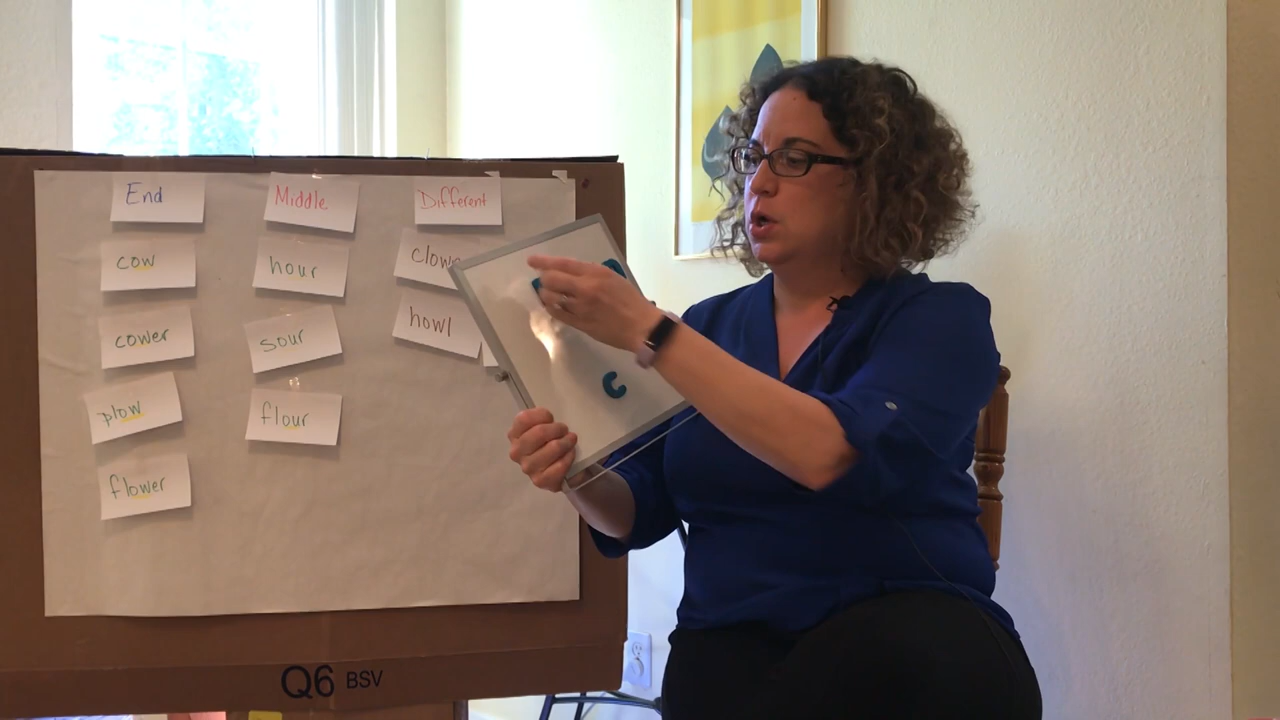 End
cow
cower
plow
flower
Middle
hour
sour
flour
Different
clown
howl
c
Q6 BSV